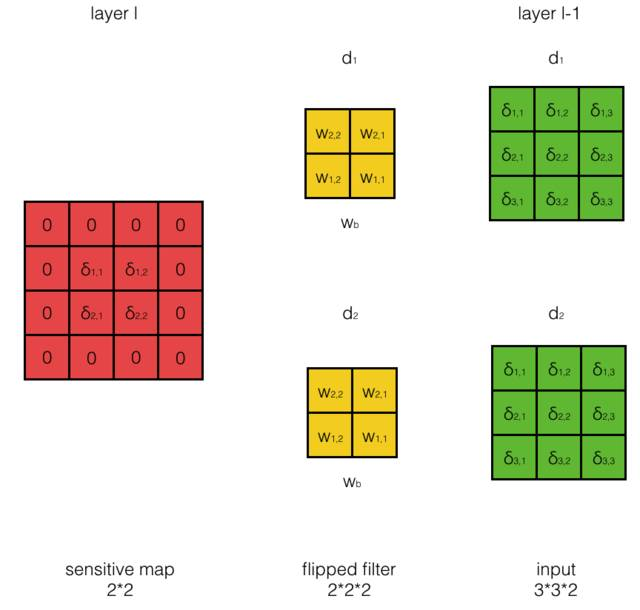 layer l
layer l-1
d1
d1
W2,2 W2,1
W1,2 W1,1
Wb
δ1,1 δ1,2 δ1,3
δ2,1 δ2,2 δ2,3
δ3,1 δ3,2 δ3,3
0 0 0 0
0 δ1,1 δ1,2 0
0 δ2,1 δ2,2 0
0 0 0 0
d2
d2
W2,2 W2,1
W1,2 W1,1
Wb
δ1,1 δ1,2 δ1,3
δ2,1 δ2,2 δ2,3
δ3,1 δ3,2 δ3,3
sensitive map
2*2
flipped filter
2*2*2
input
3*3*2